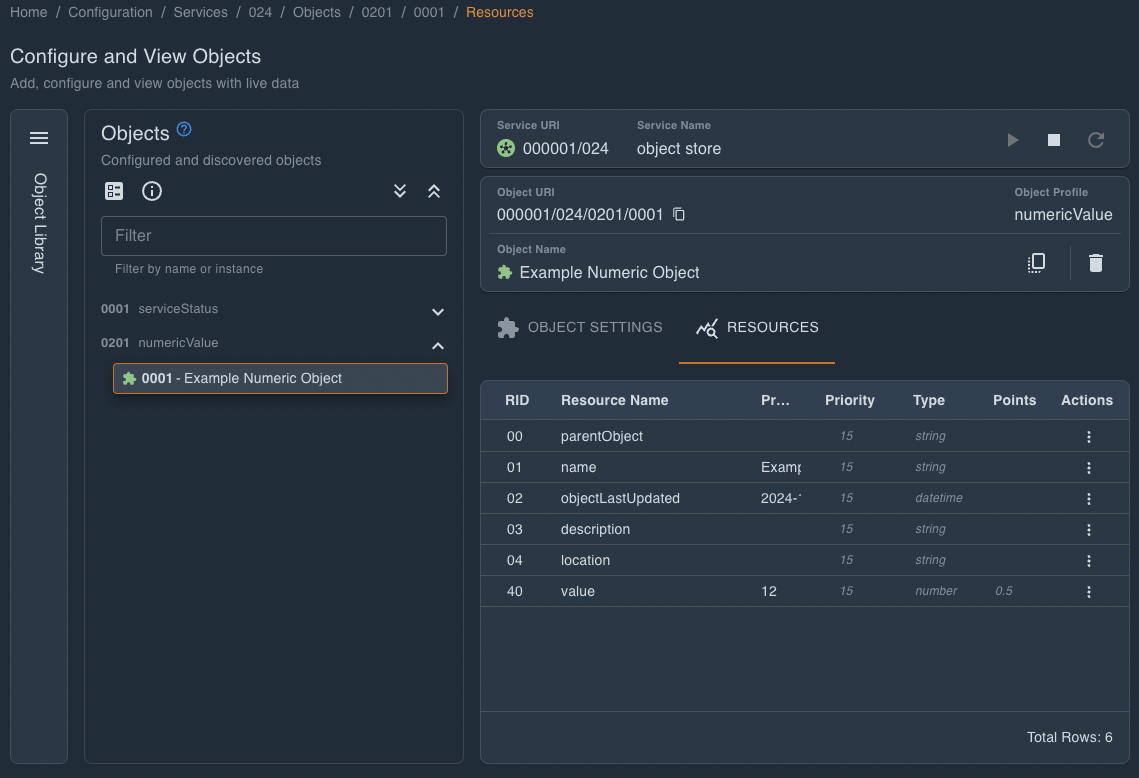 Home / Configuration / Services / 024 / Objects / 0201 / 0001 / Resources
Configure and View Objects
Add, configure and view objects with live data
Object Library
Objects
Configured and discovered objects
Filter
Filter by name or instance
0001 serviceStatus
0201 numericValue
0001 - Example Numeric Object
Service URI Service Name
000001/024 object store
Object URI Object Profile
000001/024/0201/0001 numericValue
Object Name
Example Numeric Object
OBJECT SETTINGS RESOURCES
RID Resource Name Pr... Priority Type Points Actions
00 parentObject 15 string
01 name Examp 15 string
02 objectLastUpdated 2024- 15 datetime
03 description 15 string
04 location 15 string
40 value 12 15 number 0.5
Total Rows: 6